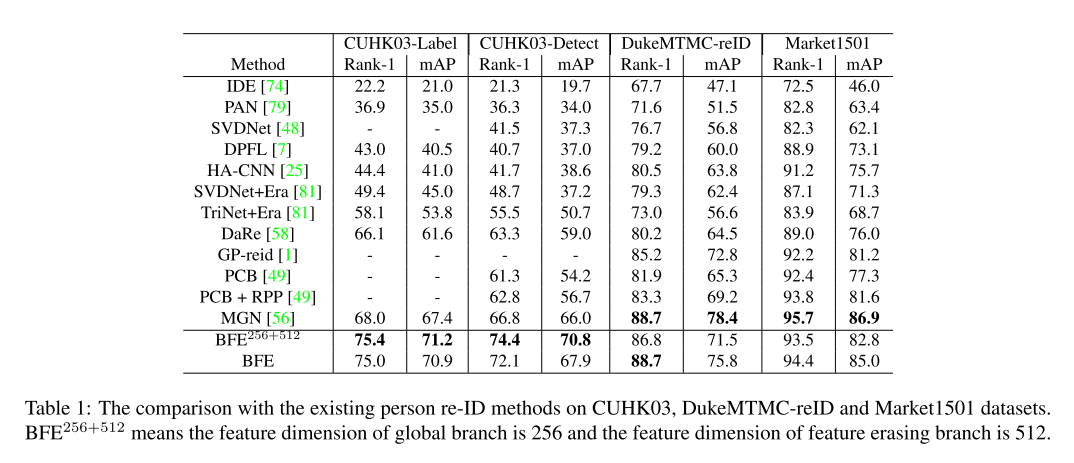 CUHK03-Label CUHK03-Detect DukeMTMC-reID Market1501
Method Rank-1 mAP Rank-1 mAP Rank-1 mAP Rank-1 mAP
IDE [74] 22.2 21.0 21.3 19.7 67.7 47.1 72.5 46.0
PAN [79] 36.9 35.0 36.3 34.0 71.6 51.5 82.8 63.4
SVDNet [48] - - 41.5 37.3 76.7 56.8 82.3 62.1
DPFL [7] 43.0 40.5 40.7 37.0 79.2 60.0 88.9 73.1
HA-CNN [25] 44.4 41.0 41.7 38.6 80.5 63.8 91.2 75.7
SVDNet+Era [81] 49.4 45.0 48.7 37.2 79.3 62.4 87.1 71.3
TriNet+Era [81] 58.1 53.8 55.5 50.7 73.0 56.6 83.9 68.7
DaRe [58] 66.1 61.6 63.3 59.0 80.2 64.5 89.0 76.0
GP-reid [1] - - - - 85.2 72.8 92.2 81.2
PCB [49] - - 61.3 54.2 81.9 65.3 92.4 77.3
PCB + RPP [49] - - 62.8 56.7 83.3 69.2 93.8 81.6
MGN [56] 68.0 67.4 66.8 66.0 88.7 78.4 95.7 86.9
BFE^{256+512} 75.4 71.2 74.4 70.8 86.8 71.5 93.5 82.8
BFE 75.0 70.9 72.1 67.9 88.7 75.8 94.4 85.0
Table 1: The comparison with the existing person re-ID methods on CUHK03, DukeMTMC-reID and Market1501 datasets.
BFE^{256+512} means the feature dimension of global branch is 256 and the feature dimension of feature erasing branch is 512.